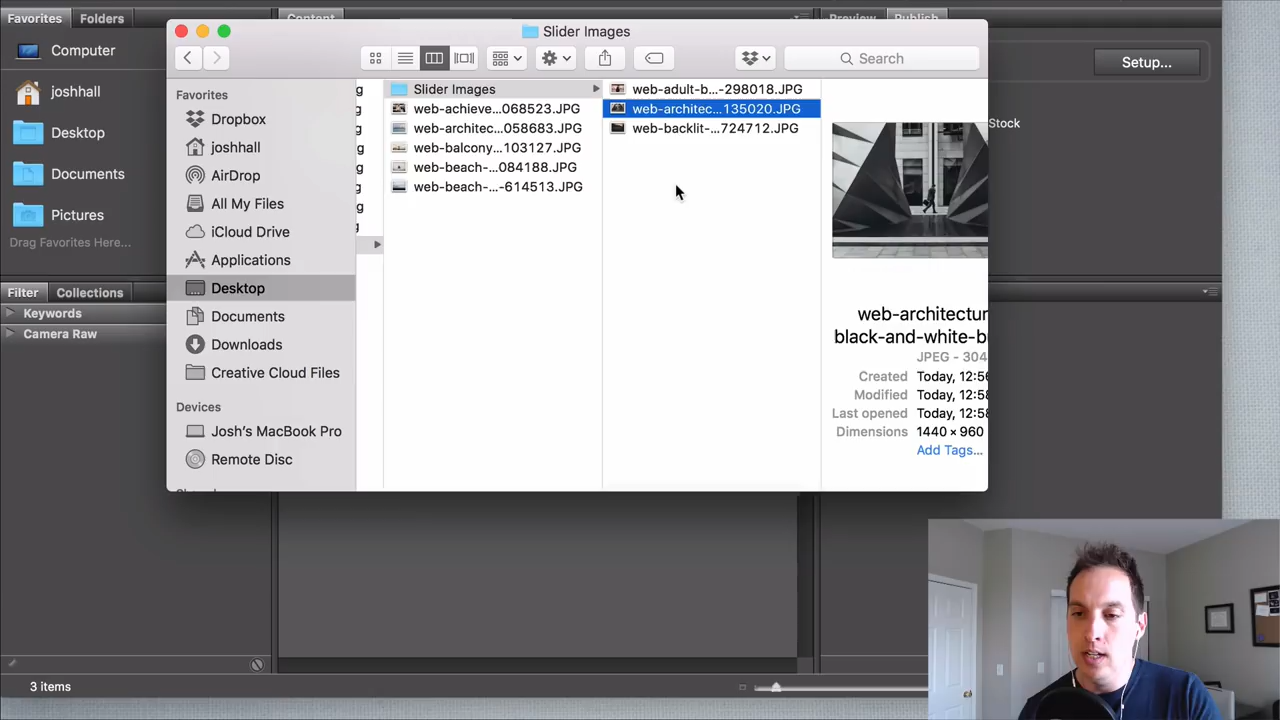 Favorites
Folders
Content
Preview
Publish
Slider Images
Computer
joshhall
Desktop
Documents
Pictures
Drag Favorites Here...
Search
Setup...
Stock
Favorites
Dropbox
joshhall
AirDrop
All My Files
iCloud Drive
Applications
Desktop
Documents
Downloads
Creative Cloud Files
Devices
Josh's MacBook Pro
Remote Disc
g
g
g
g
g
g
Slider Images
web-achieve...068523.JPG
web-architec...058683.JPG
web-balcony...103127.JPG
web-beach-...084188.JPG
web-beach-...-614513.JPG
web-adult-b...-298018.JPG
web-architec...135020.JPG
web-backlit-...724712.JPG
web-architectur
black-and-white-b
JPEG - 304
Created Today, 12:56
Modified Today, 12:58
Last opened Today, 12:58
Dimensions 1440 × 960
Add Tags...
Filter
Collections
Keywords
Camera Raw
3 items